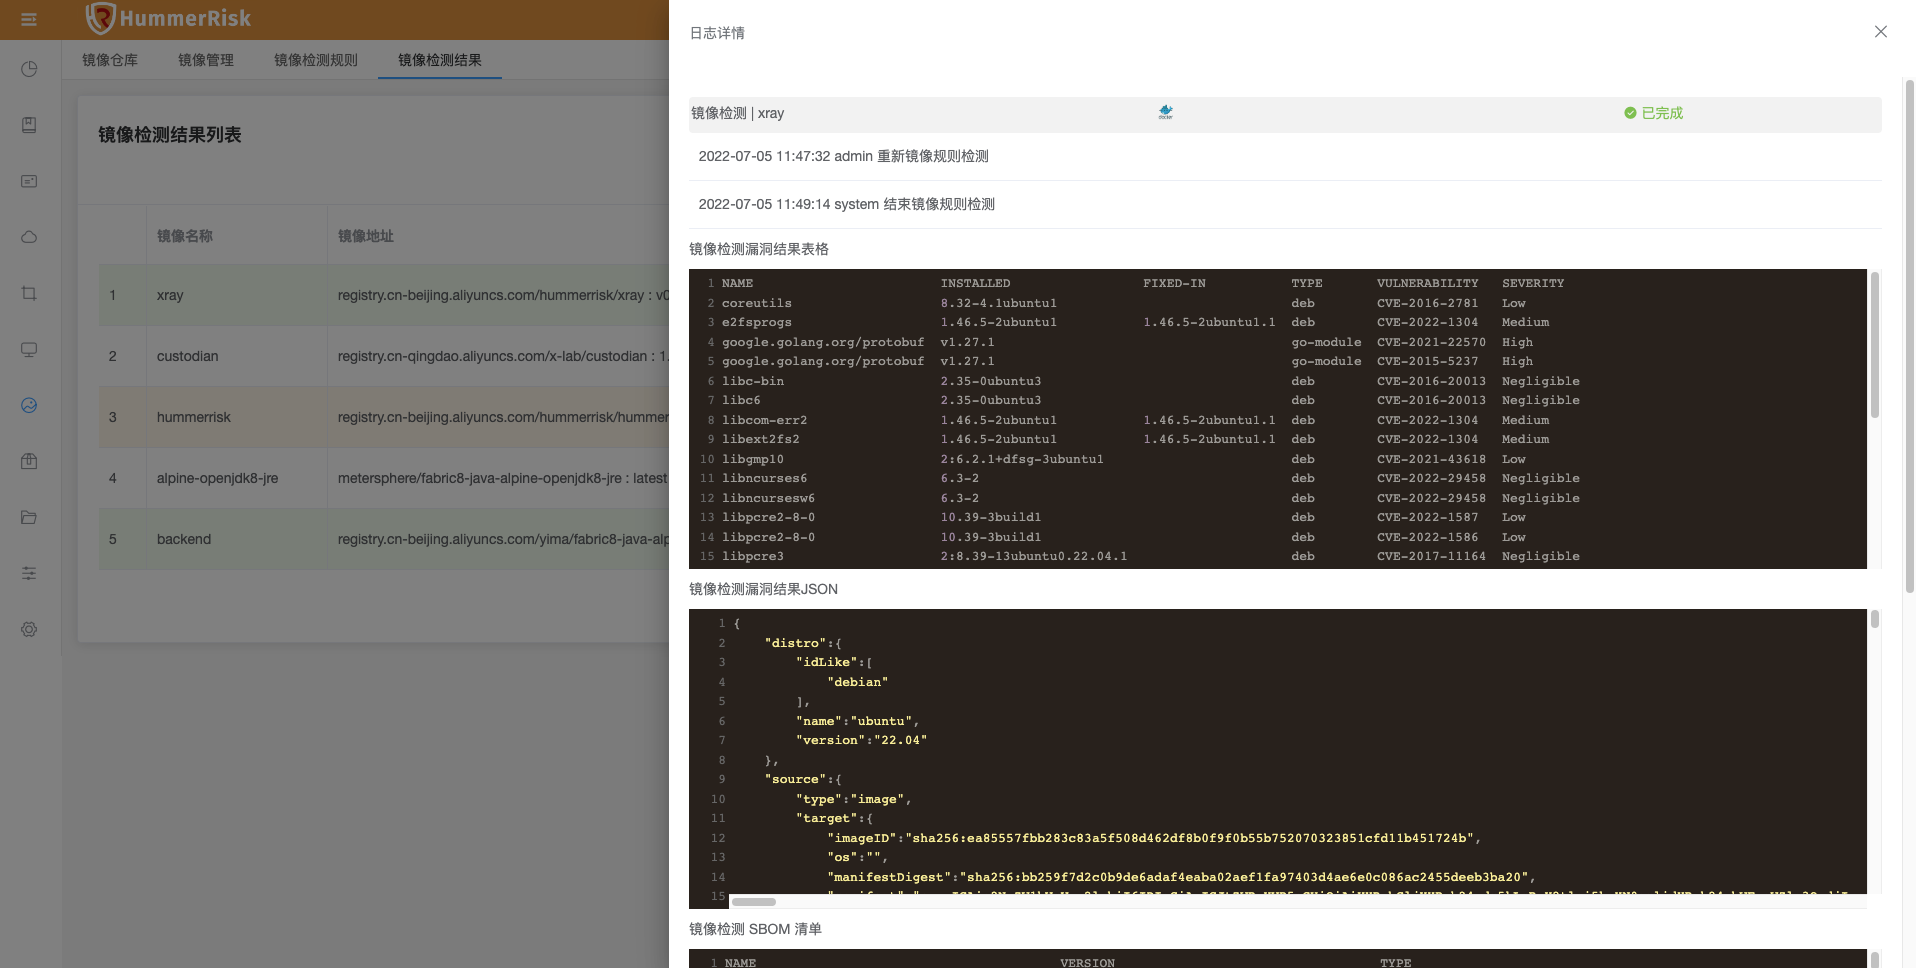 HummerRisk
镜像仓库 镜像管理 镜像检测规则 镜像检测结果
镜像检测结果列表
镜像名称 镜像地址
1 xray registry.cn-beijing.aliyuncs.com/hummerrisk/xray : v0
2 custodian registry.cn-qingdao.aliyuncs.com/x-lab/custodian : 1.
3 hummerrisk registry.cn-beijing.aliyuncs.com/hummerrisk/hummer
4 alpine-openjdk8-jre metersphere/fabric8-java-alpine-openjdk8-jre : latest
5 backend registry.cn-beijing.aliyuncs.com/yima/fabric8-java-alp
日志详情
镜像检测 | xray docker 已完成
2022-07-05 11:47:32 admin 重新镜像规则检测
2022-07-05 11:49:14 system 结束镜像规则检测
镜像检测漏洞结果表格
1 NAME INSTALLED FIXED-IN TYPE VULNERABILITY SEVERITY
2 coreutils 8.32-4.1ubuntu1 deb CVE-2016-2781 Low
3 e2fsprogs 1.46.5-2ubuntu1 1.46.5-2ubuntu1.1 deb CVE-2022-1304 Medium
4 google.golang.org/protobuf v1.27.1 go-module CVE-2021-22570 High
5 google.golang.org/protobuf v1.27.1 go-module CVE-2015-5237 High
6 libc-bin 2.35-0ubuntu3 deb CVE-2016-20013 Negligible
7 libc6 2.35-0ubuntu3 deb CVE-2016-20013 Negligible
8 libcom-err2 1.46.5-2ubuntu1 1.46.5-2ubuntu1.1 deb CVE-2022-1304 Medium
9 libext2fs2 1.46.5-2ubuntu1 1.46.5-2ubuntu1.1 deb CVE-2022-1304 Medium
10 libgmp10 2:6.2.1+dfsg-3ubuntu1 deb CVE-2021-43618 Low
11 libncurses6 6.3-2 deb CVE-2022-29458 Negligible
12 libncursesw6 6.3-2 deb CVE-2022-29458 Negligible
13 libpcre2-8-0 10.39-3build1 deb CVE-2022-1587 Low
14 libpcre2-8-0 10.39-3build1 deb CVE-2022-1586 Low
15 libpcre3 2:8.39-13ubuntu0.22.04.1 deb CVE-2017-11164 Negligible
镜像检测漏洞结果JSON
1 {
2 "distro":{
3 "idLike":[
4 "debian"
5 ],
6 "name":"ubuntu",
7 "version":"22.04"
8 },
9 "source":{
10 "type":"image",
11 "target":{
12 "imageID":"sha256:ea85557fbb283c83a5f508d462df8b0f9f0b55b752070323851cfd11b451724b",
13 "os":"",
14 "manifestDigest":"sha256:bb259f7d2c0b9de6adaf4eaba02aef1fa97403d4ae6e0c086ac2455deeb3ba20",
15
镜像检测 SBOM 清单
1 NAME VERSION TYPE